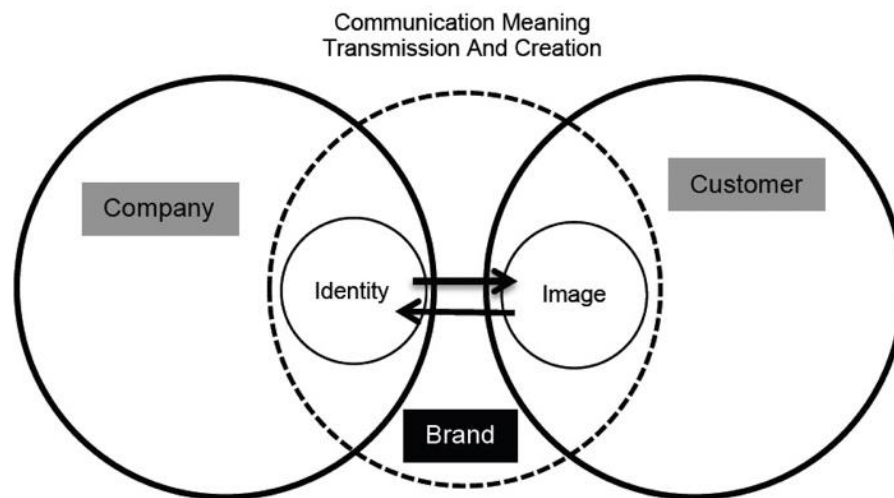 Communication Meaning
Transmission And Creation
Company
Customer
Identity
Image
Brand